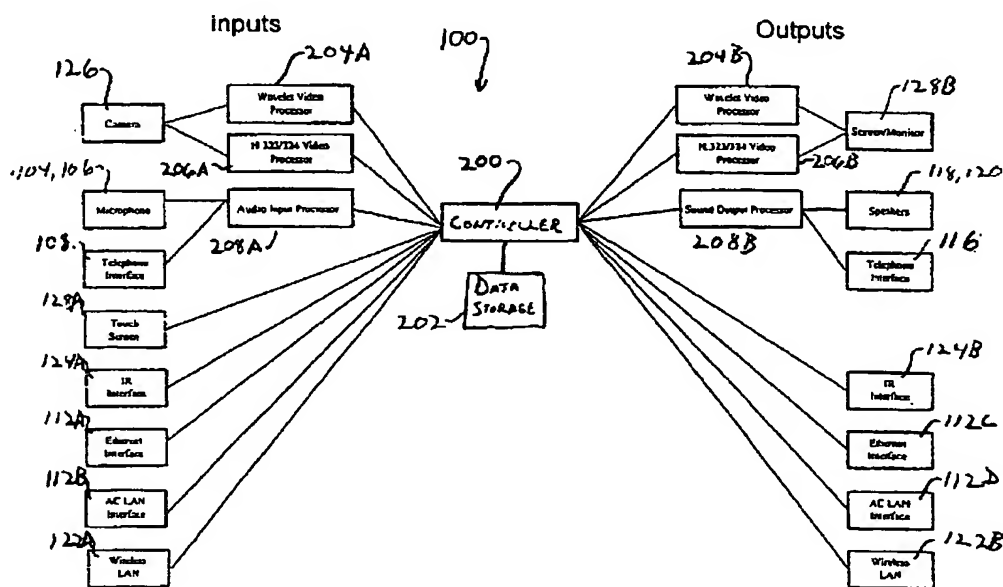 Inputs
Outputs
100
204A
204B
126
128B
Camera
Wavelet Video
Processor
Wavelet Video
Processor
Screen/Monitor
H.323/324 Video
Processor
H.323/324 Video
Processor
206A
206B
200
104, 106
118, 120
Microphone
Audio Input Processor
CONTROLLER
Sound Output Processor
Speakers
208A
208B
108
116
Telephone
Interface
Telephone
Interface
DATA
STORAGE
202
128A
Touch
Screen
124A
124B
IR
Interface
IR
Interface
112A
112C
Ethernet
Interface
Ethernet
Interface
112B
112D
AC LAN
Interface
AC LAN
Interface
122A
122B
Wireless
LAN
Wireless
LAN